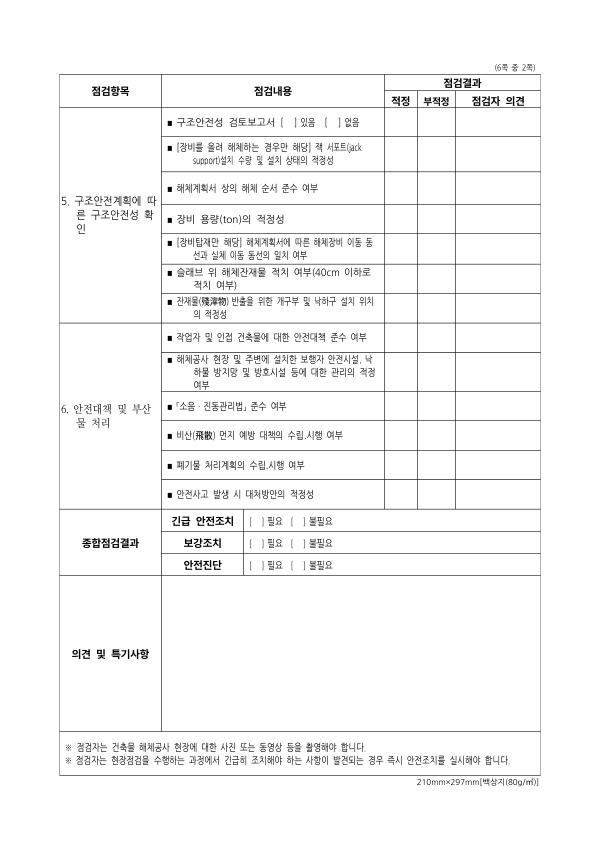 (6쪽 중 2쪽)
점검항목 점검내용 점검결과
적정 부적정 점검자 의견
5. 구조안전계획에 따
른 구조안전성 확
인
■ 구조안전성 검토보고서 [ ] 있음 [ ] 없음
■ [장비를 올려 해체하는 경우만 해당] 잭 서포트(jack
support)설치 수량 및 설치 상태의 적정성
■ 해체계획서 상의 해체 순서 준수 여부
■ 장비 용량(ton)의 적정성
■ [장비탑재만 해당] 해체계획서에 따른 해체장비 이동 동
선과 실제 이동 동선의 일치 여부
■ 슬래브 위 해체잔재물 적치 여부(40cm 이하로
적치 여부)
■ 잔재물(殘滓物) 반출을 위한 개구부 및 낙하구 설치 위치
의 적정성
6. 안전대책 및 부산
물 처리
■ 작업자 및 인접 건축물에 대한 안전대책 준수 여부
■ 해체공사 현장 및 주변에 설치한 보행자 안전시설, 낙
하물 방지망 및 방호시설 등에 대한 관리의 적정
여부
■ 「소음ㆍ진동관리법」 준수 여부
■ 비산(飛散) 먼지 예방 대책의 수립.시행 여부
■ 폐기물 처리계획의 수립.시행 여부
■ 안전사고 발생 시 대처방안의 적정성
종합점검결과
긴급 안전조치 [ ] 필요 [ ] 불필요
보강조치 [ ] 필요 [ ] 불필요
안전진단 [ ] 필요 [ ] 불필요
의견 및 특기사항
※ 점검자는 건축물 해체공사 현장에 대한 사진 또는 동영상 등을 촬영해야 합니다.
※ 점검자는 현장점검을 수행하는 과정에서 긴급히 조치해야 하는 사항이 발견되는 경우 즉시 안전조치를 실시해야 합니다.
210mm×297mm[백상지(80g/㎡)]